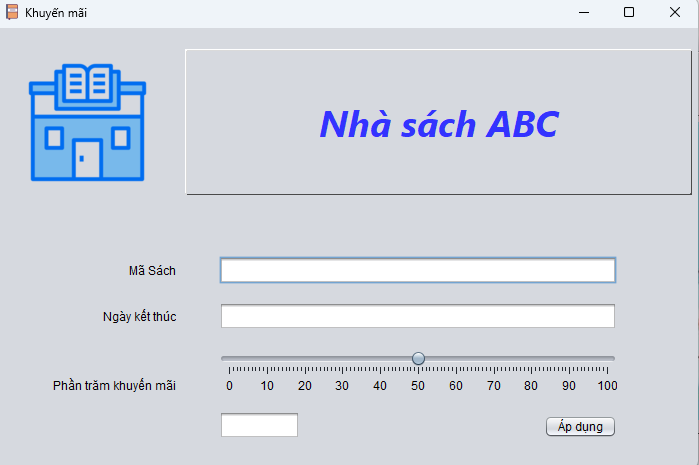 Khuyến mãi
Nhà sách ABC
Mã Sách
Ngày kết thúc
Phần trăm khuyến mãi
0 10 20 30 40 50 60 70 80 90 100
Áp dụng